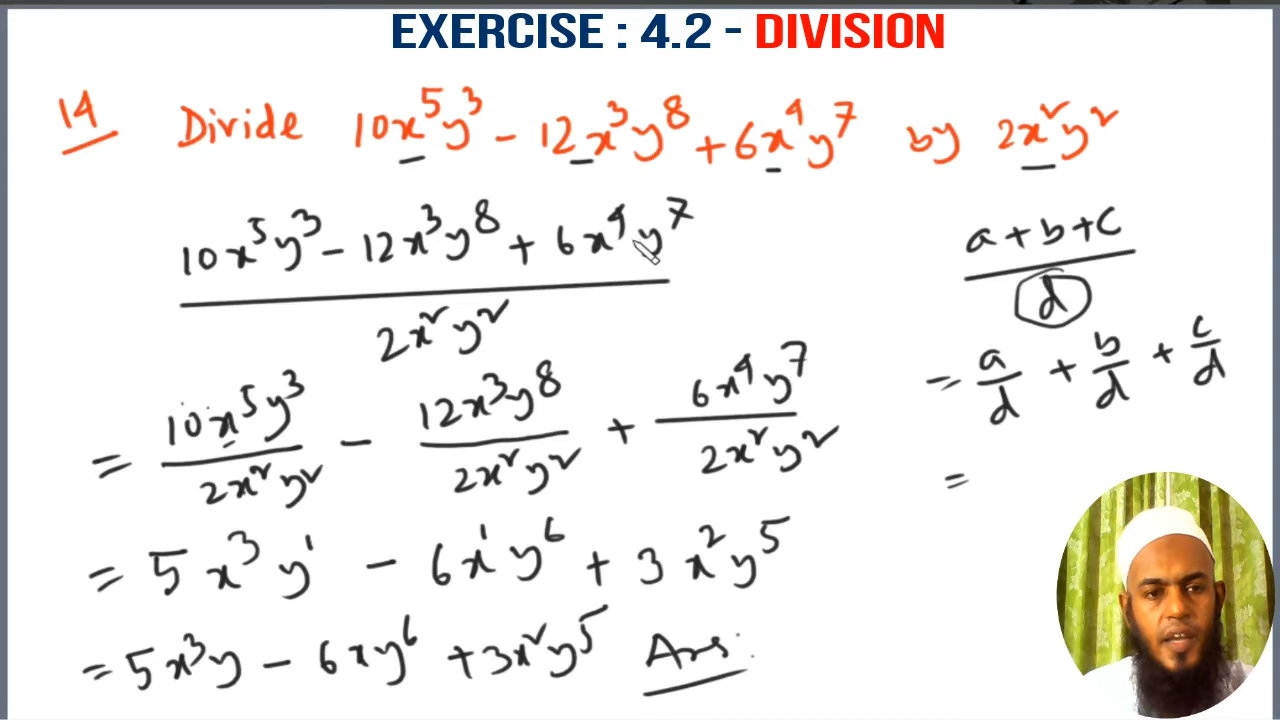 EXERCISE : 4.2 - DIVISION
14 Divide 10x⁵y³ - 12x³y⁸ + 6x⁴y⁷ by 2x²y²
10x⁵y³ - 12x³y⁸ + 6x⁴y⁷
2x²y²
= 10x⁵y³/2x²y² - 12x³y⁸/2x²y² + 6x⁴y⁷/2x²y²
= 5x³y¹ - 6x¹y⁶ + 3x²y⁵
= 5x³y - 6xy⁶ + 3x²y⁵ Ans.
a+b+c
d
= a/d + b/d + c/d
=